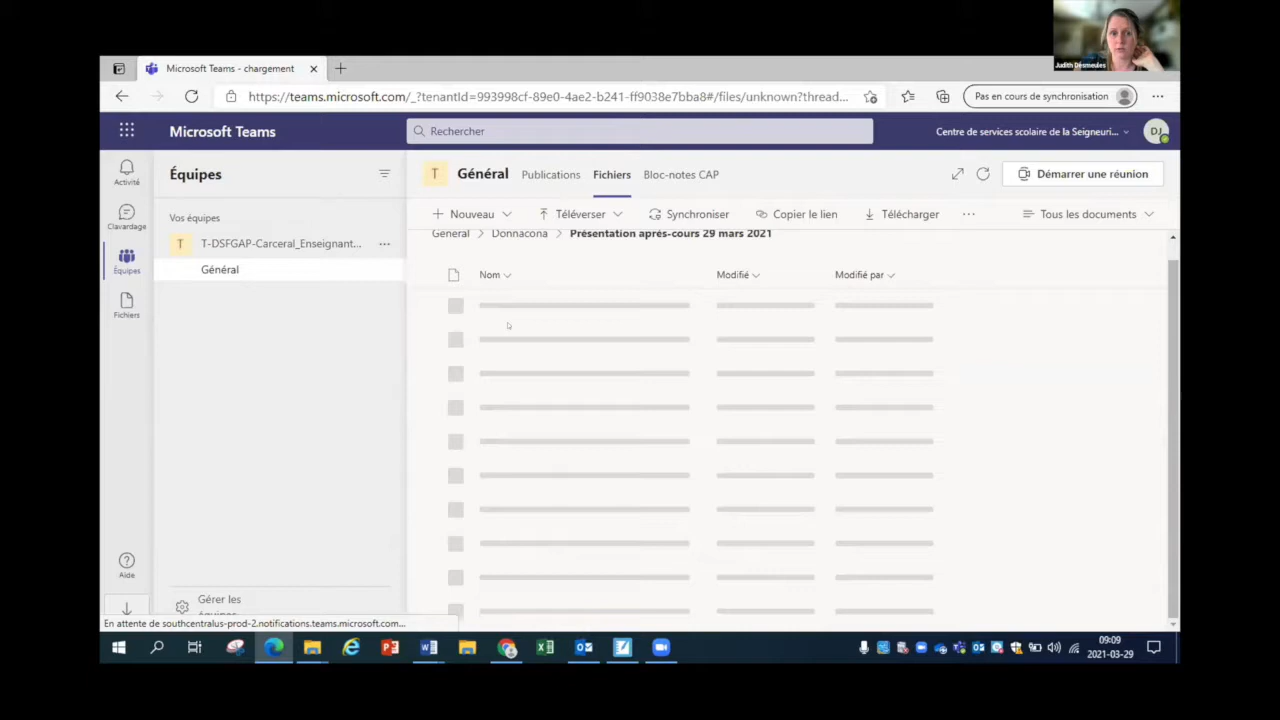 Judith Desmeules
Microsoft Teams - chargement
https://teams.microsoft.com/_?tenantId=993998cf-89e0-4ae2-b241-ff9038e7bba8#/files/unknown?thread...
Pas en cours de synchronisation
Microsoft Teams
Rechercher
Centre de services scolaire de la Seigneuri...
DJ
Activité
Clavardage
Équipes
Fichiers
Aide
Équipes
Vos équipes
T
T-DSFGAP-Carceral_Enseignant...
Général
Gérer les
équipes
T
Général
Publications
Fichiers
Bloc-notes CAP
Démarrer une réunion
Nouveau
Téléverser
Synchroniser
Copier le lien
Télécharger
Tous les documents
General > Donnacona > Présentation après-cours 29 mars 2021
Nom
Modifié
Modifié par
En attente de southcentralus-prod-2.notifications.teams.microsoft.com...
09:09
2021-03-29